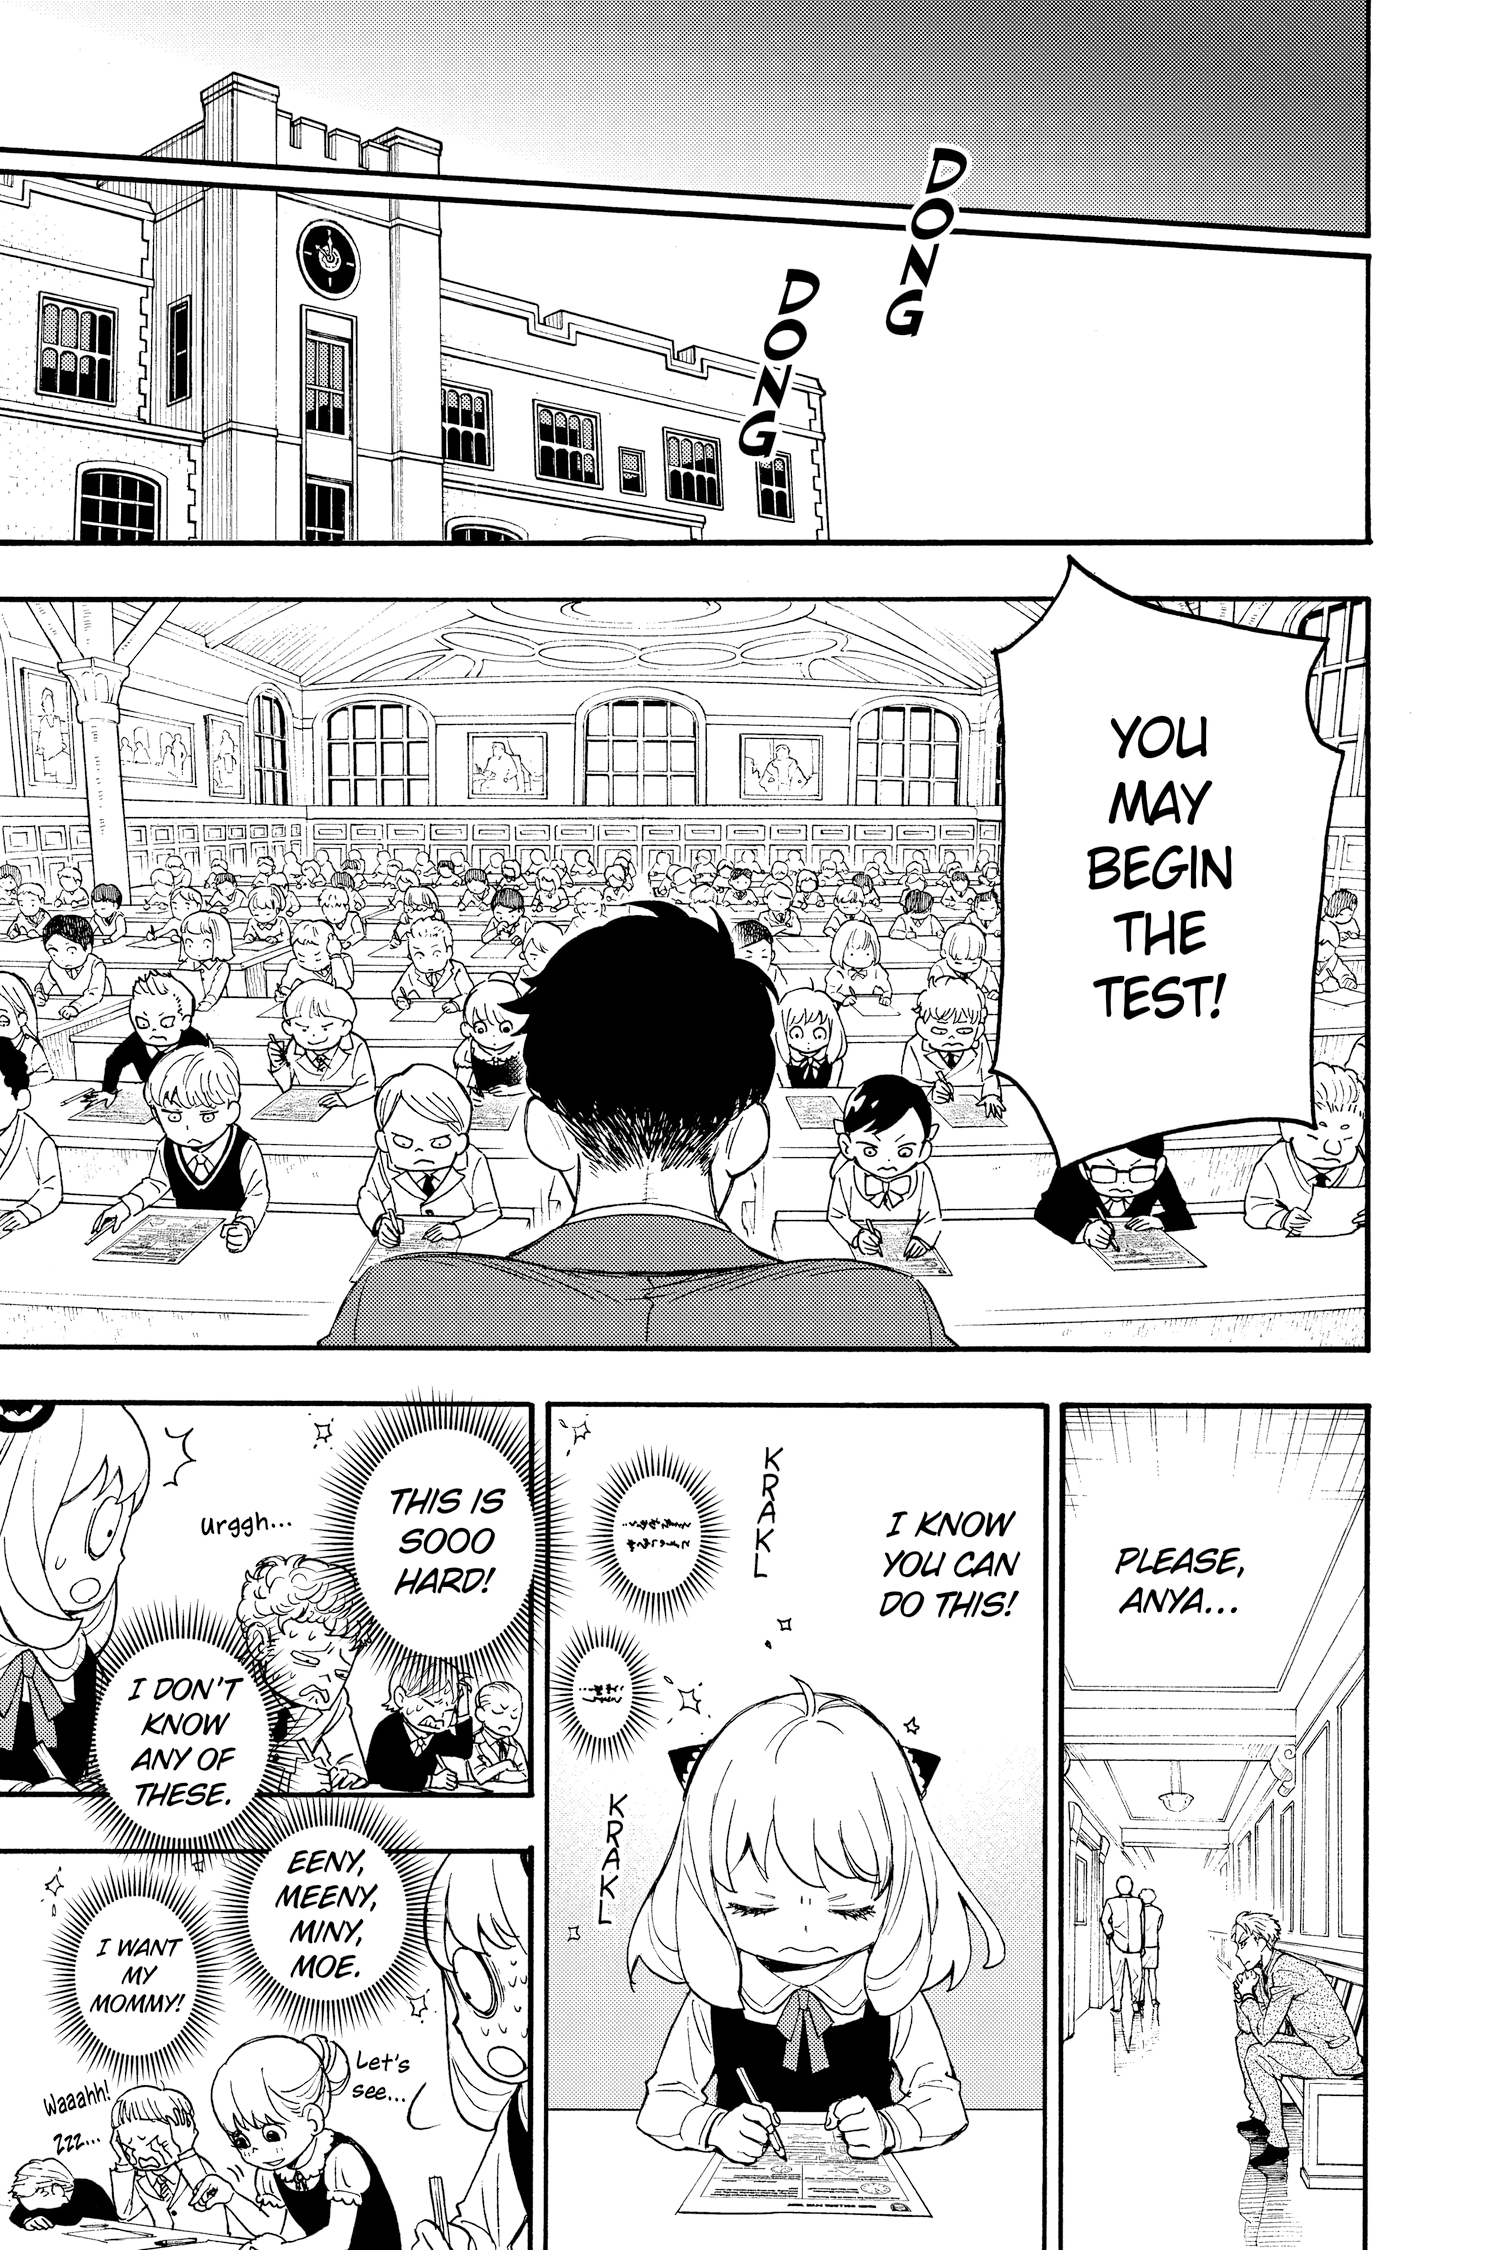 DONG
DONG
YOU
MAY
BEGIN
THE
TEST!
PLEASE,
ANYA...
I KNOW
YOU CAN
DO THIS!
KRAKL
KRAKL
THIS IS
SOOO
HARD!
Urggh...
I DON'T
KNOW
ANY OF
THESE.
EENY,
MEENY,
MINY,
MOE.
I WANT
MY
MOMMY!
Let's
see...
Waaahh!
ZZZ...